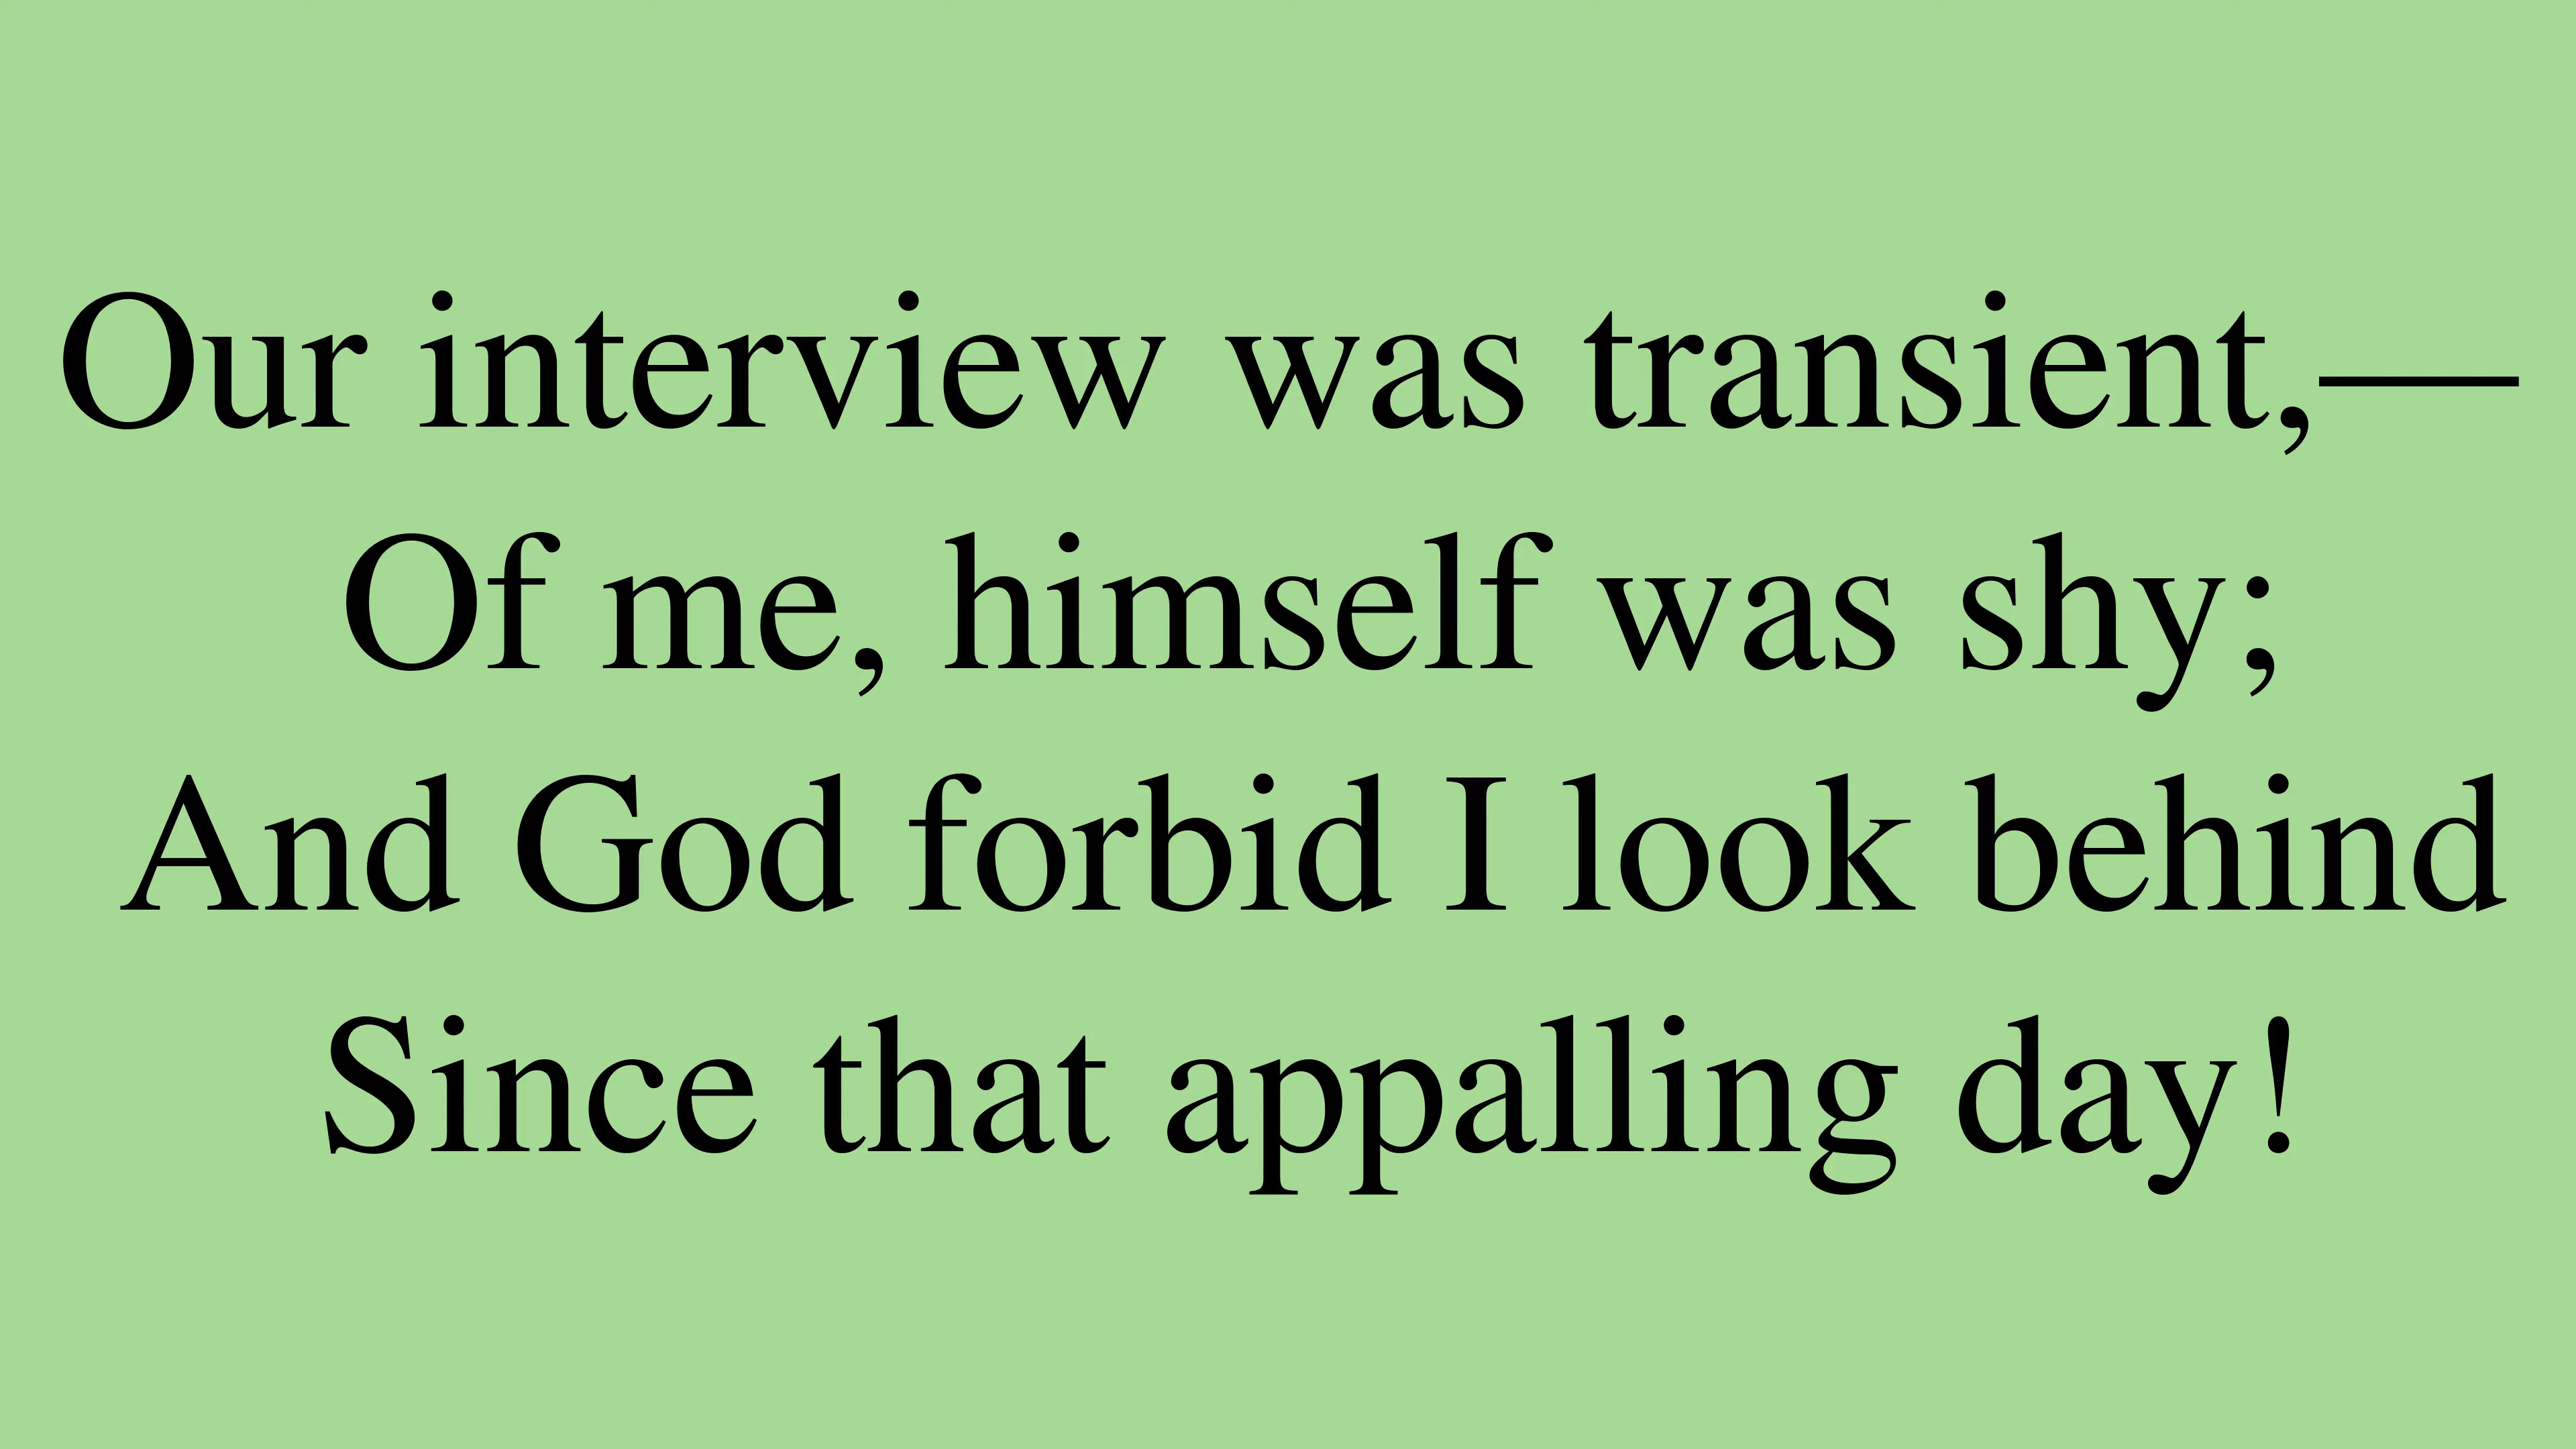 Our interview was transient,—
Of me, himself was shy;
And God forbid I look behind
Since that appalling day!